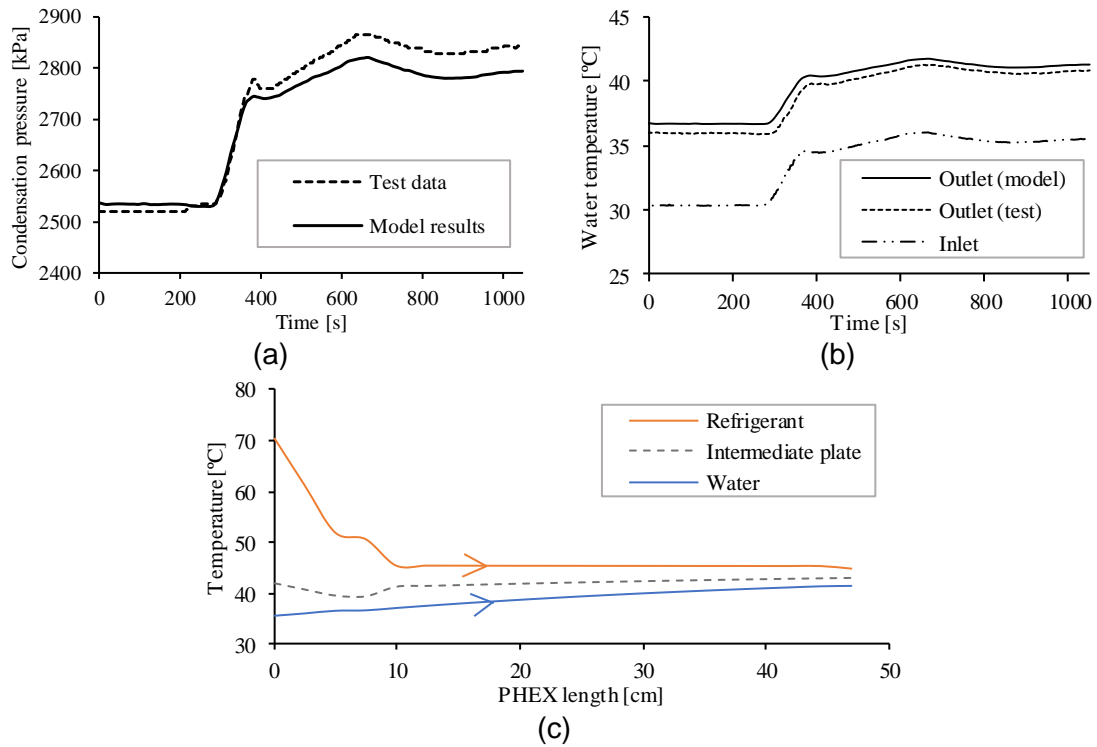 Condensation pressure [kPa]
2900
2800
2700
2600
2500
2400
0
200
400
600
800
1000
Time [s]
Test data
Model results
(a)
Water temperature [ºC]
45
40
35
30
25
0
200
400
600
800
1000
Time [s]
Outlet (model)
Outlet (test)
Inlet
(b)
Temperature [ºC]
80
70
60
50
40
30
0
10
20
30
40
50
PHEX length [cm]
Refrigerant
Intermediate plate
Water
(c)